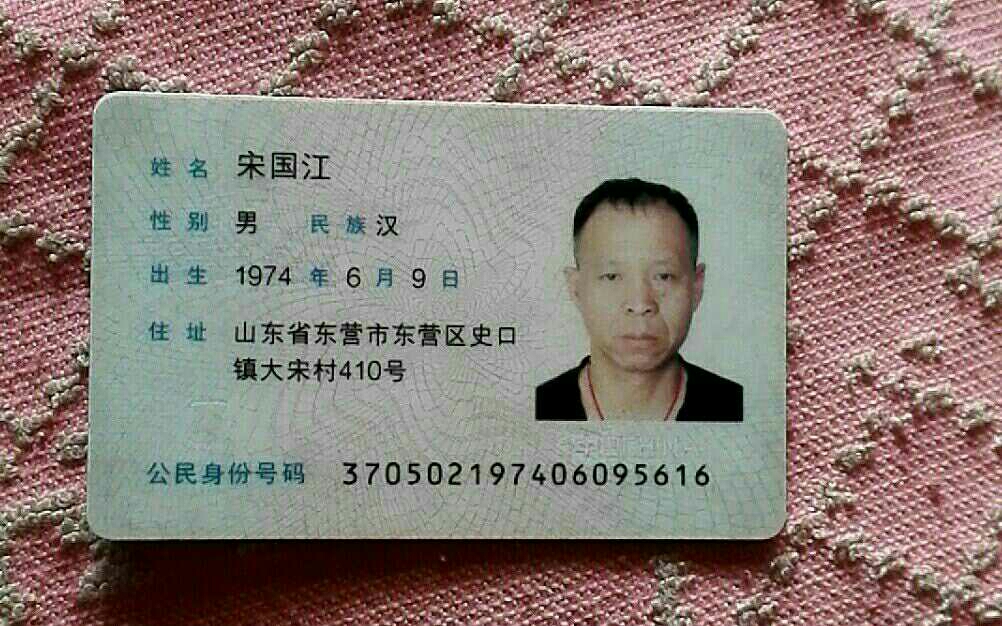 姓名 宋国江
性别 男 民族 汉
出生 1974 年 6 月 9 日
住址 山东省东营市东营区史口
镇大宋村410号
公民身份号码 370502197406095616